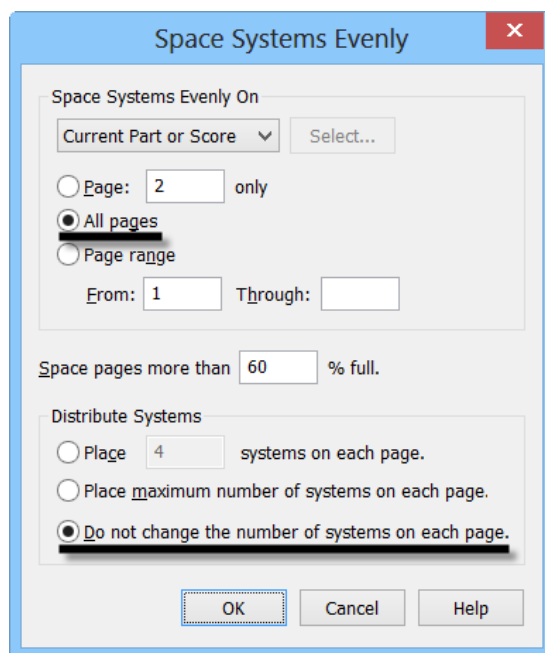 Space Systems Evenly
Space Systems Evenly On
Current Part or Score Select...
Page: 2 only
All pages
Page range
From: 1 Through:
Space pages more than 60 % full.
Distribute Systems
Place 4 systems on each page.
Place maximum number of systems on each page.
Do not change the number of systems on each page.
OK Cancel Help